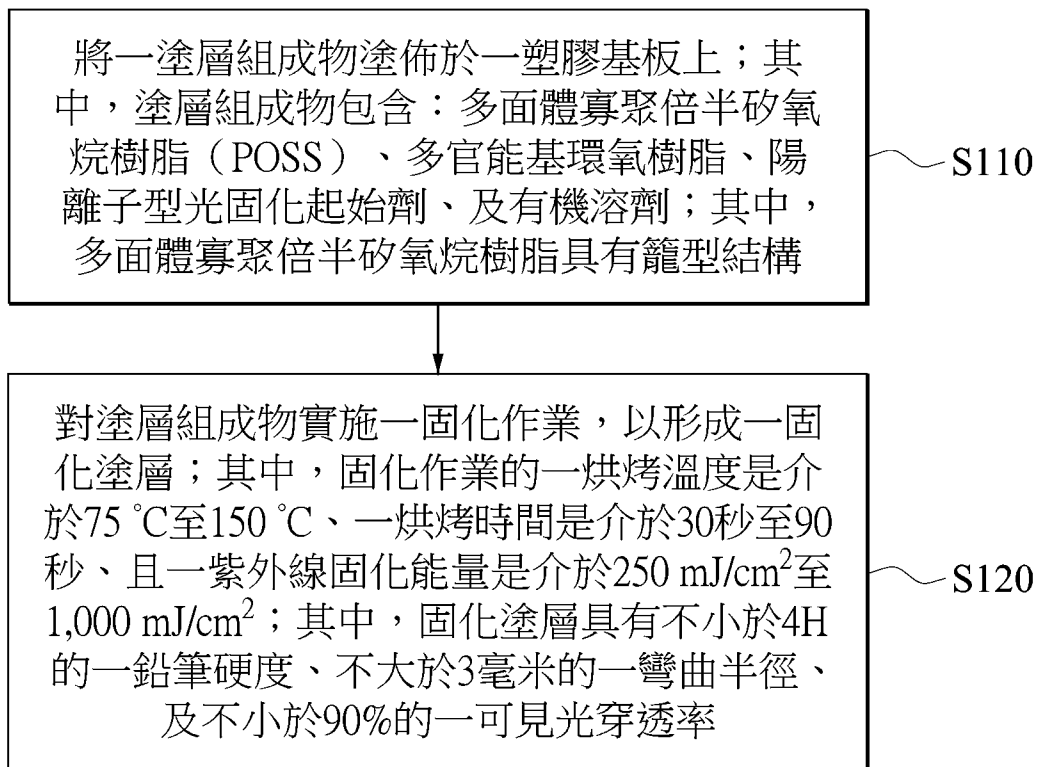 將一塗層組成物塗佈於一塑膠基板上；其
中，塗層組成物包含：多面體寡聚倍半矽氧
烷樹脂（POSS）、多官能基環氧樹脂、陽
離子型光固化起始劑、及有機溶劑；其中，
多面體寡聚倍半矽氧烷樹脂具有籠型結構
S110
對塗層組成物實施一固化作業，以形成一固
化塗層；其中，固化作業的一烘烤溫度是介
於75 ℃至150 ℃、一烘烤時間是介於30秒至90
秒、且一紫外線固化能量是介於250 mJ/cm²至
1,000 mJ/cm²；其中，固化塗層具有不小於4H
的一鉛筆硬度、不大於3毫米的一彎曲半徑、
及不小於90%的一可見光穿透率
S120